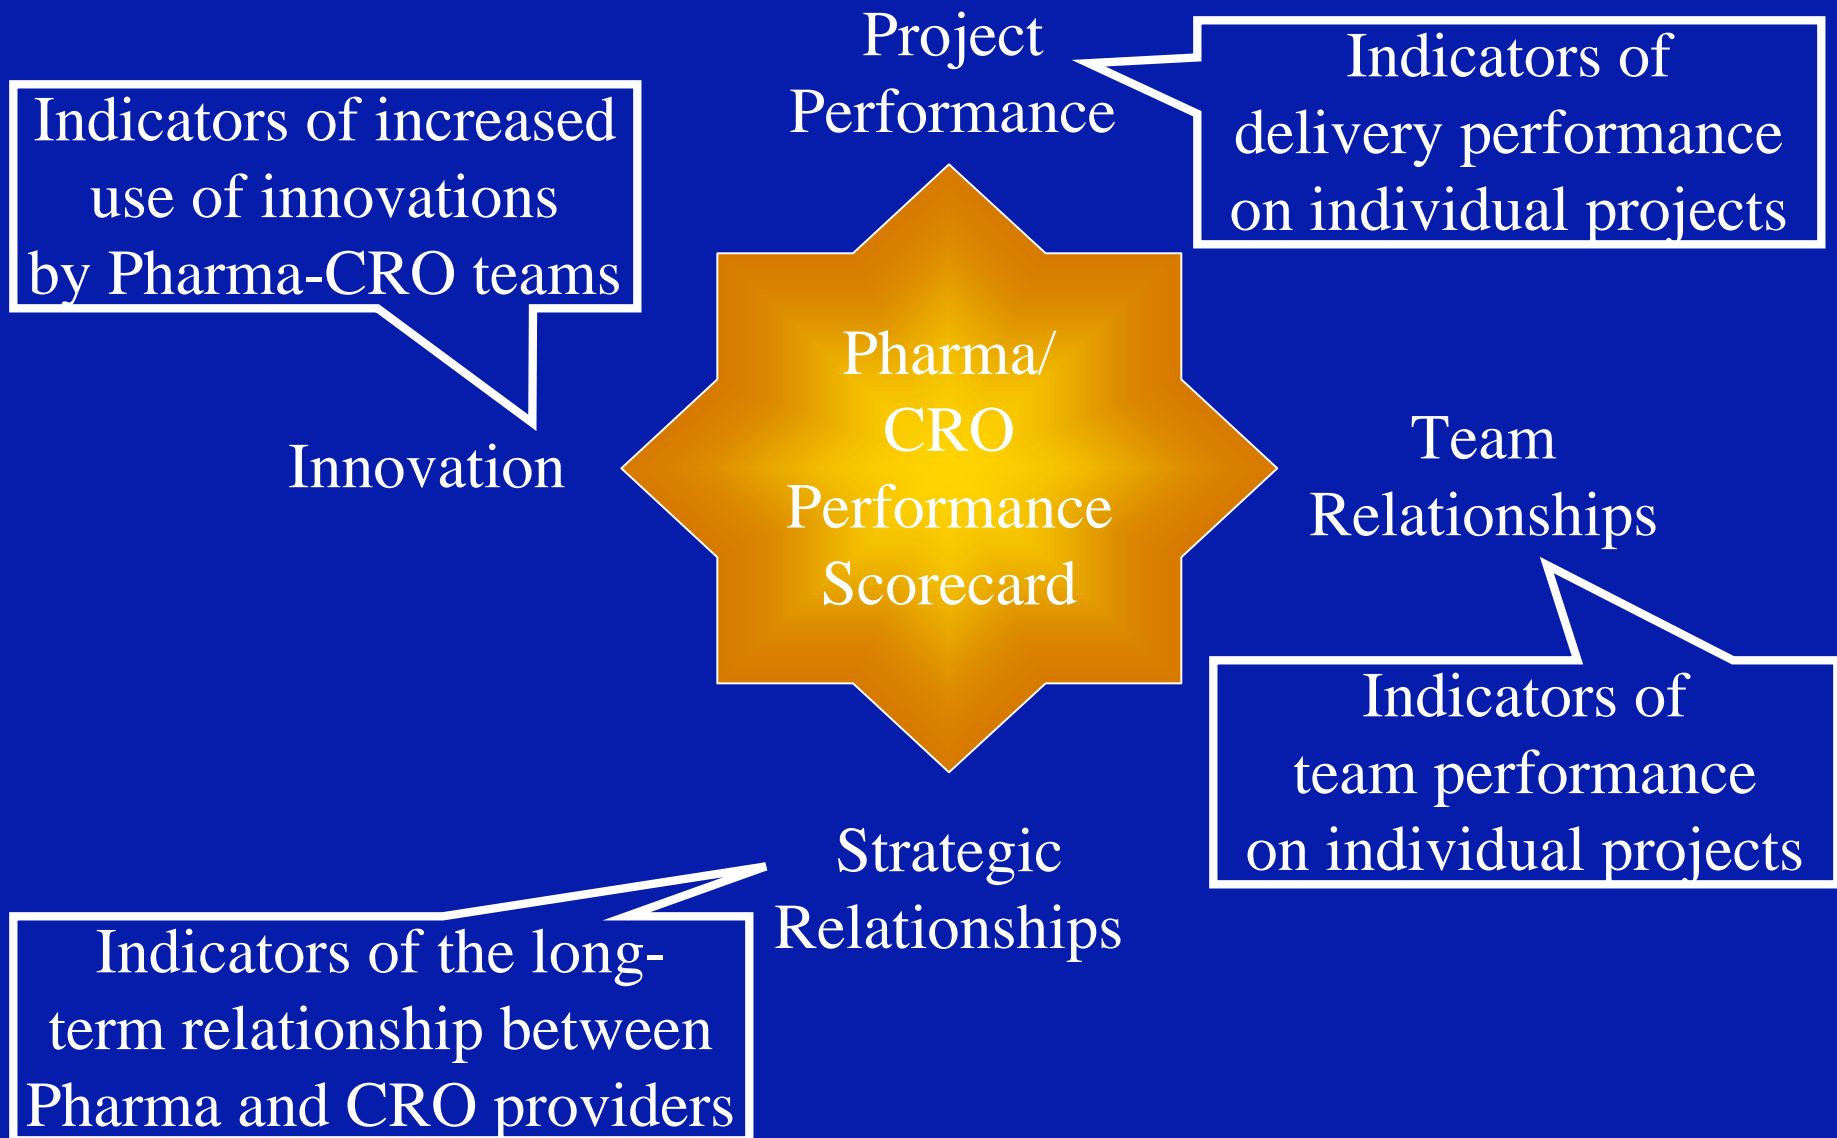 Project
Performance
Indicators of
delivery performance
on individual projects
Indicators of increased
use of innovations
by Pharma-CRO teams
Pharma/
CRO
Performance
Scorecard
Innovation
Team
Relationships
Indicators of
team performance
on individual projects
Strategic
Relationships
Indicators of the long-
term relationship between
Pharma and CRO providers